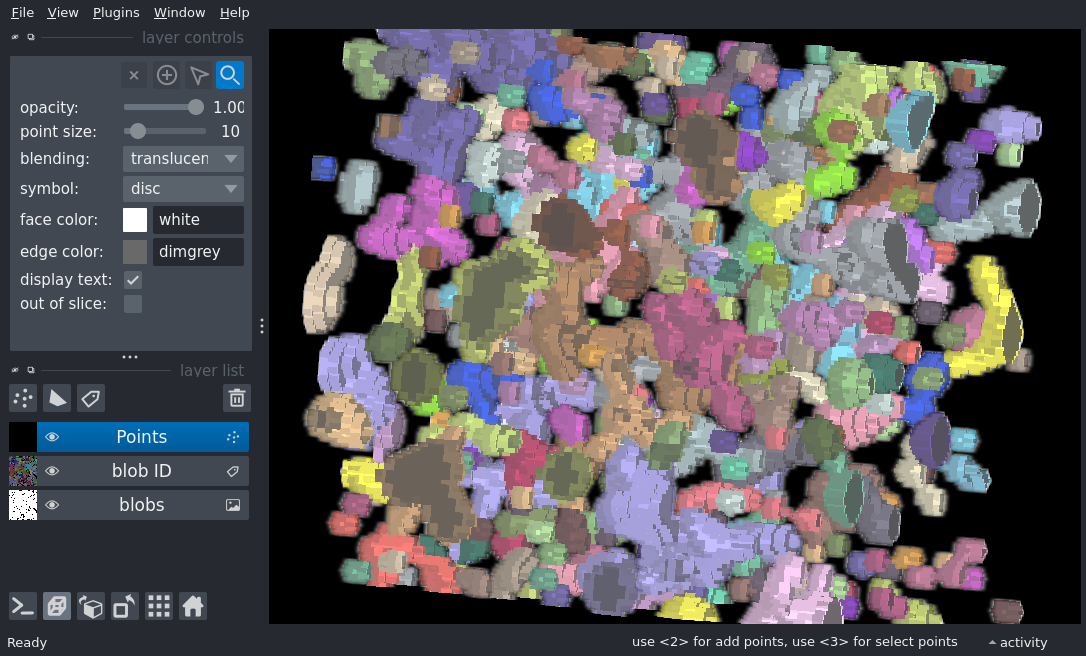 File View Plugins Window Help
layer controls
opacity: 1.00
point size: 10
blending: translucen
symbol: disc
face color: white
edge color: dimgrey
display text:
out of slice:
layer list
Points
blob ID
blobs
Ready use <2> for add points, use <3> for select points activity